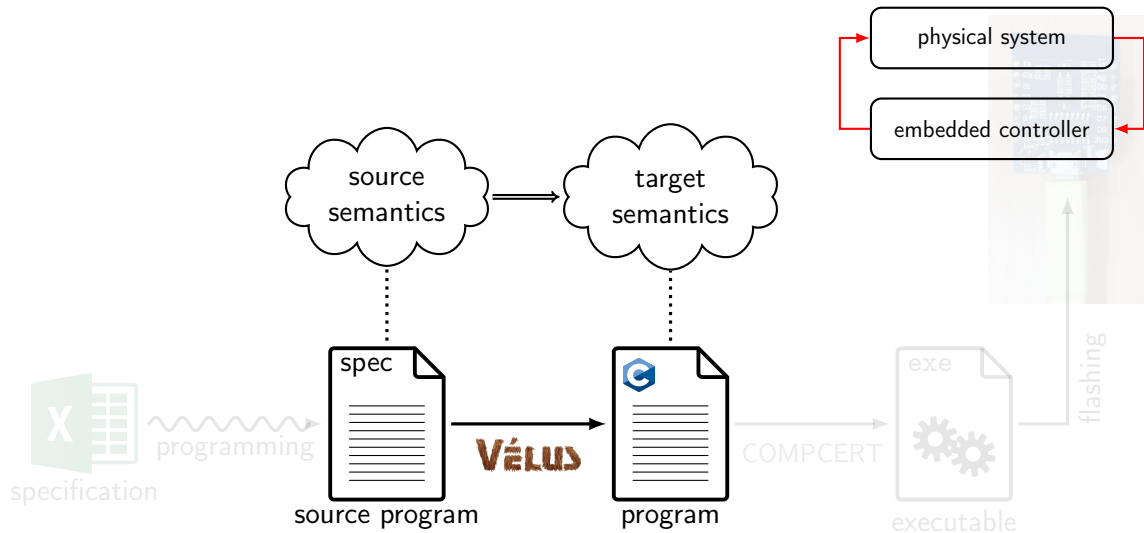 physical system
embedded controller
source
semantics
target
semantics
spec
C
exe
X
programming
VÉLUS
COMPCERT
flashing
specification
source program
program
executable